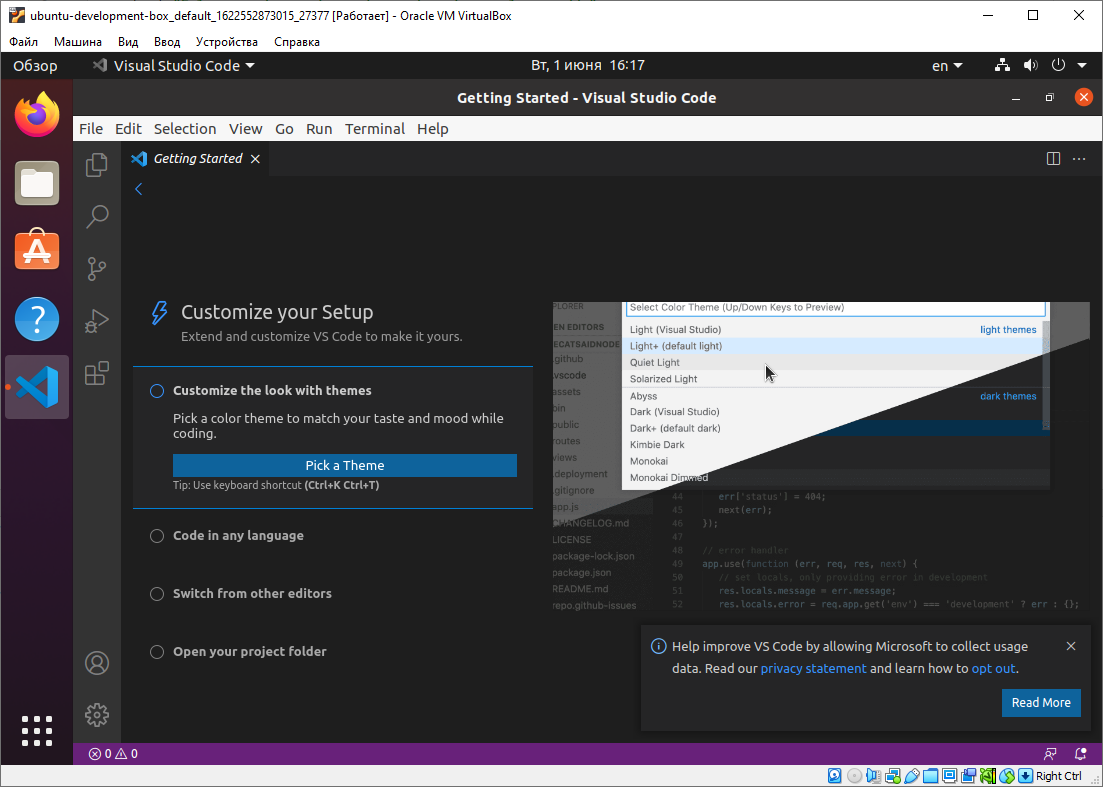 ubuntu-development-box_default_1622552873015_27377 [Работает] - Oracle VM VirtualBox
Файл Машина Вид Ввод Устройства Справка
Обзор Visual Studio Code Вт, 1 июня 16:17 en
Getting Started - Visual Studio Code
File Edit Selection View Go Run Terminal Help
Getting Started
Customize your Setup
Extend and customize VS Code to make it yours.
Customize the look with themes
Pick a color theme to match your taste and mood while
coding.
Pick a Theme
Tip: Use keyboard shortcut (Ctrl+K Ctrl+T)
Code in any language
Switch from other editors
Open your project folder
PLORER
EN EDITORS
ECATSAIDNODE
.github
.vscode
assets
bin
public
routes
views
.deployment
.gitignore
app.js
CHANGELOG.md
LICENSE
package-lock.json
package.json
README.md
repo.github-issues
Select Color Theme (Up/Down Keys to Preview)
Light (Visual Studio) light themes
Light+ (default light)
Quiet Light
Solarized Light
Abyss dark themes
Dark (Visual Studio)
Dark+ (default dark)
Kimbie Dark
Monokai
Monokai Dimmed
44 err['status'] = 404;
45 next(err);
46 });
47
48 // error handler
49 app.use(function (err, req, res, next) {
50 // set locals, only providing error in development
51 res.locals.message = err.message;
52 res.locals.error = req.app.get('env') === 'development' ? err : {};
Help improve VS Code by allowing Microsoft to collect usage
data. Read our privacy statement and learn how to opt out.
Read More
0 0
Right Ctrl